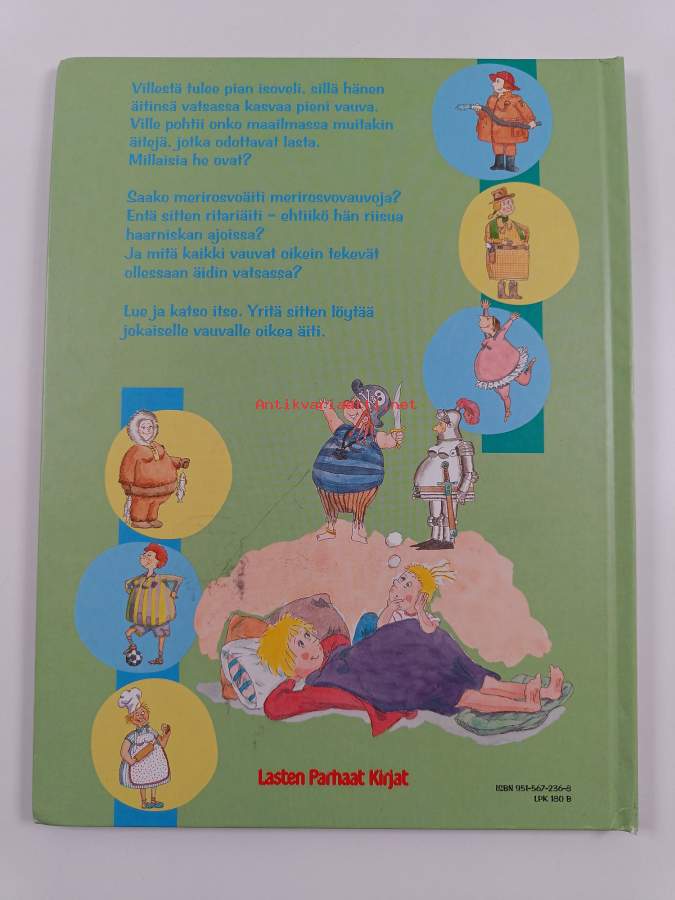 Villestä tulee pian isoveli, sillä hänen
äitinsä vatsassa kasvaa pieni vauva.
Ville pohtii onko maailmassa muitakin
äitejä, jotka odottavat lasta.
Millaisia he ovat?
Saako merirosvoäiti merirosvovauvoja?
Entä sitten ritariäiti – ehtiikö hän riisua
haarniskan ajoissa?
Ja mitä kaikki vauvat oikein tekevät
ollessaan äidin vatsassa?
Lue ja katso itse. Yritä sitten löytää
jokaiselle vauvalle oikea äiti.
Antikvariaatti.net
Lasten Parhaat Kirjat
ISBN 951-567-236-8
LPK 180 B